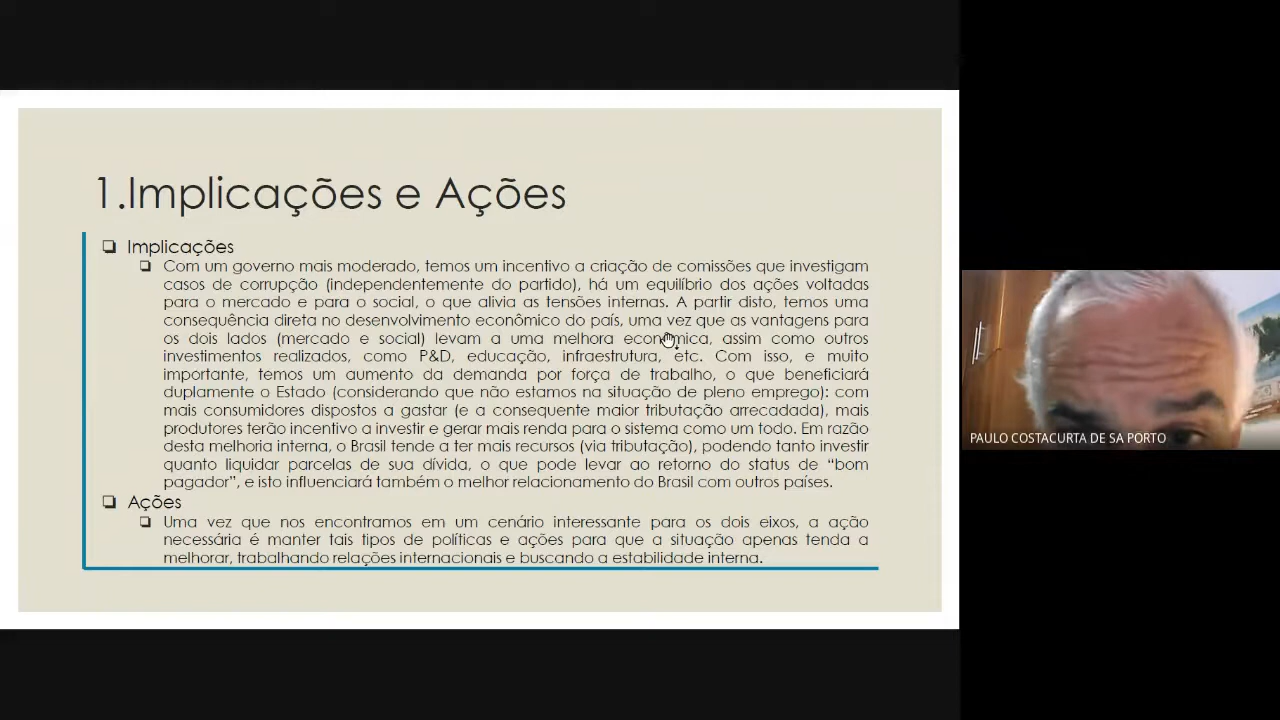 1.Implicações e Ações
❑ Implicações
❑ Com um governo mais moderado, temos um incentivo a criação de comissões que investigam
casos de corrupção (independentemente do partido), há um equilíbrio dos ações voltadas
para o mercado e para o social, o que alivia as tensões internas. A partir disto, temos uma
consequência direta no desenvolvimento econômico do país, uma vez que as vantagens para
os dois lados (mercado e social) levam a uma melhora econômica, assim como outros
investimentos realizados, como P&D, educação, infraestrutura, etc. Com isso, e muito
importante, temos um aumento da demanda por força de trabalho, o que beneficiará
duplamente o Estado (considerando que não estamos na situação de pleno emprego): com
mais consumidores dispostos a gastar (e a consequente maior tributação arrecadada), mais
produtores terão incentivo a investir e gerar mais renda para o sistema como um todo. Em razão
desta melhoria interna, o Brasil tende a ter mais recursos (via tributação), podendo tanto investir
quanto liquidar parcelas de sua dívida, o que pode levar ao retorno do status de “bom
pagador”, e isto influenciará também o melhor relacionamento do Brasil com outros países.
❑ Ações
❑ Uma vez que nos encontramos em um cenário interessante para os dois eixos, a ação
necessária é manter tais tipos de políticas e ações para que a situação apenas tenda a
melhorar, trabalhando relações internacionais e buscando a estabilidade interna.
PAULO COSTACURTA DE SA PORTO